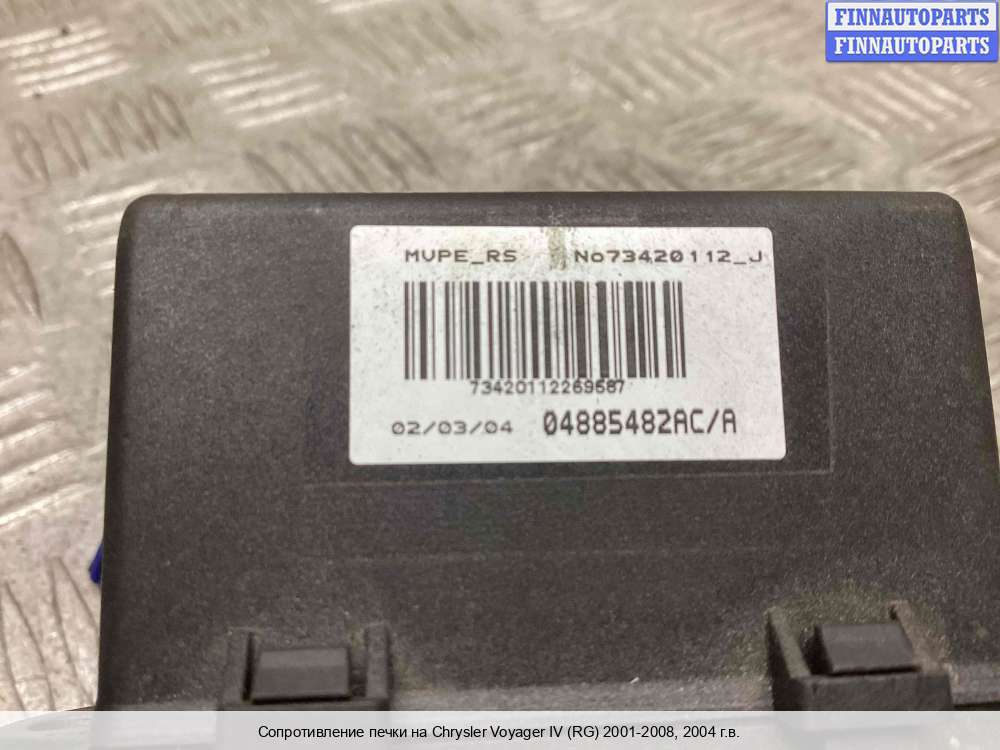 FINNAUTOPARTS
FINNAUTOPARTS
MVPE_RS No73420112_J
73420112269587
02/03/04 04885482AC/A
Сопротивление печки на Chrysler Voyager IV (RG) 2001-2008, 2004 г.в.